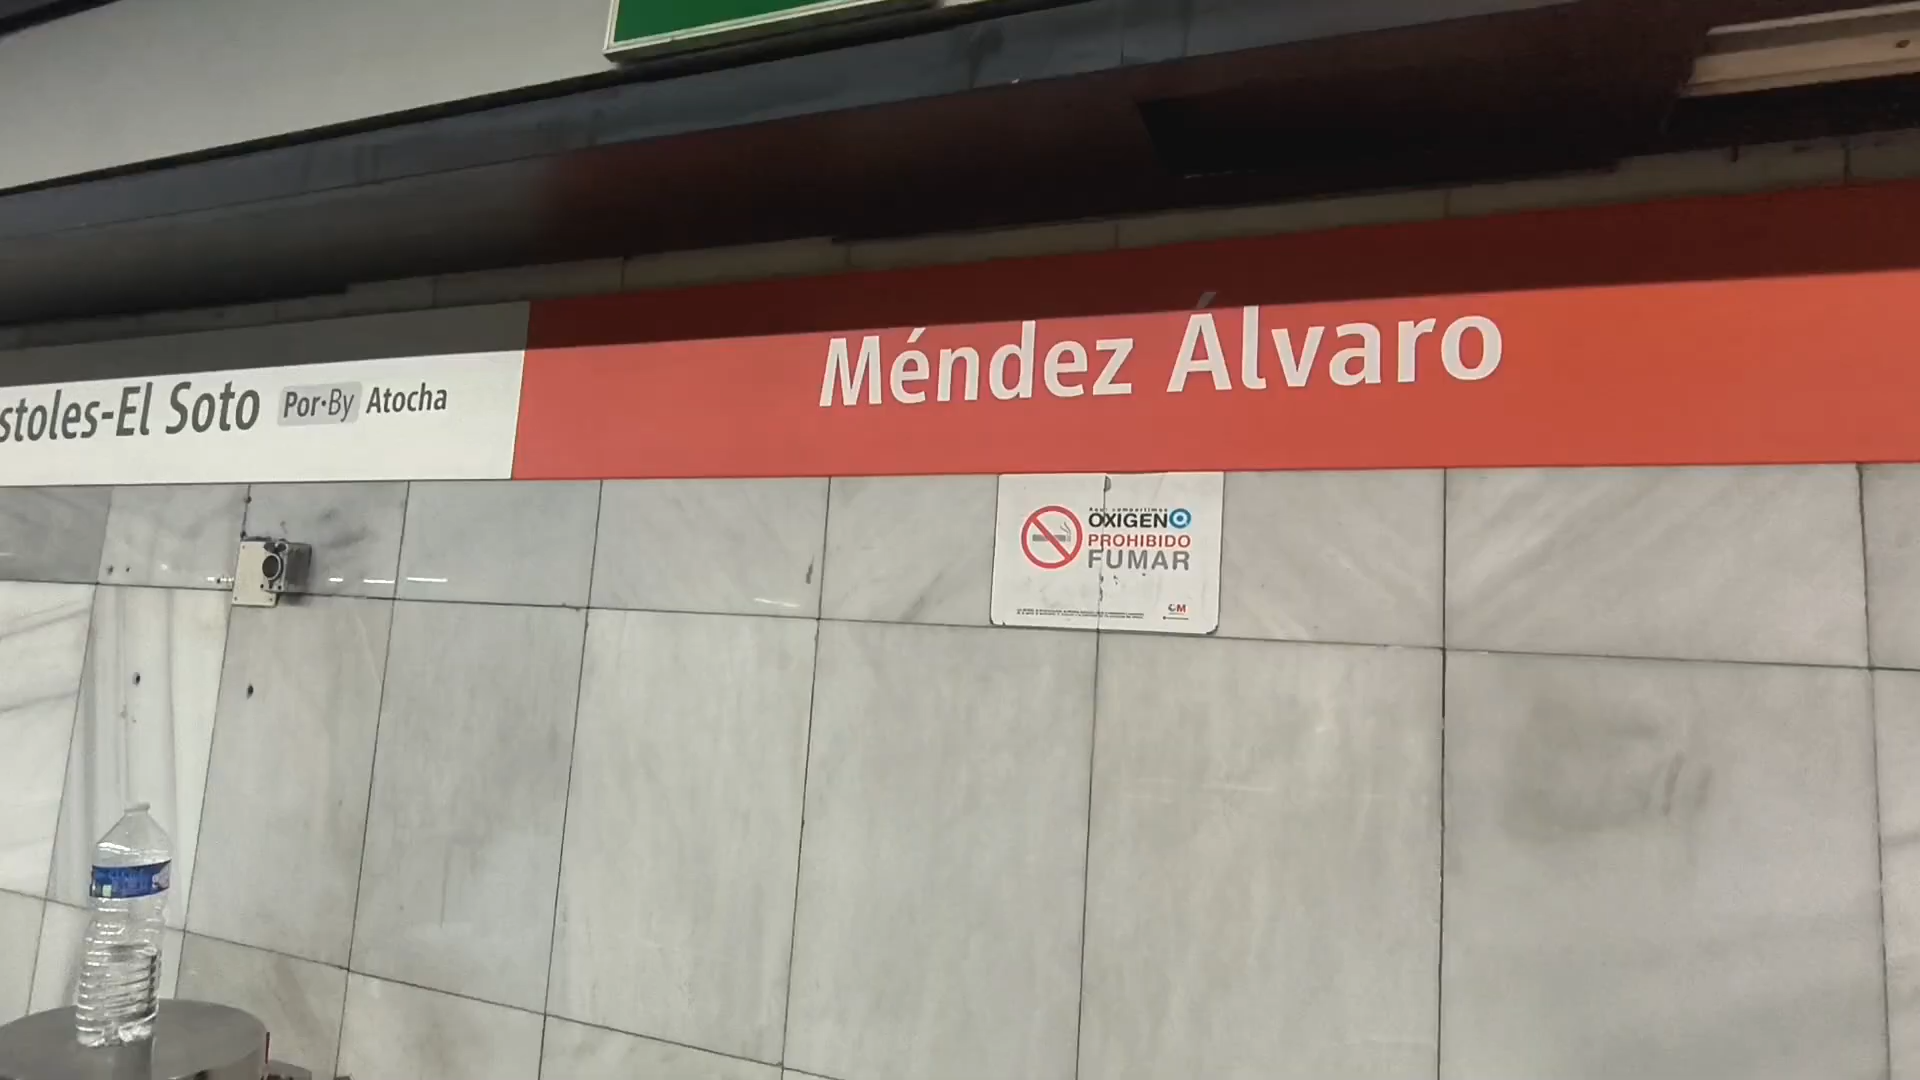 stoles-El Soto Por·By Atocha
Méndez Álvaro
OXIGENO
PROHIBIDO
FUMAR